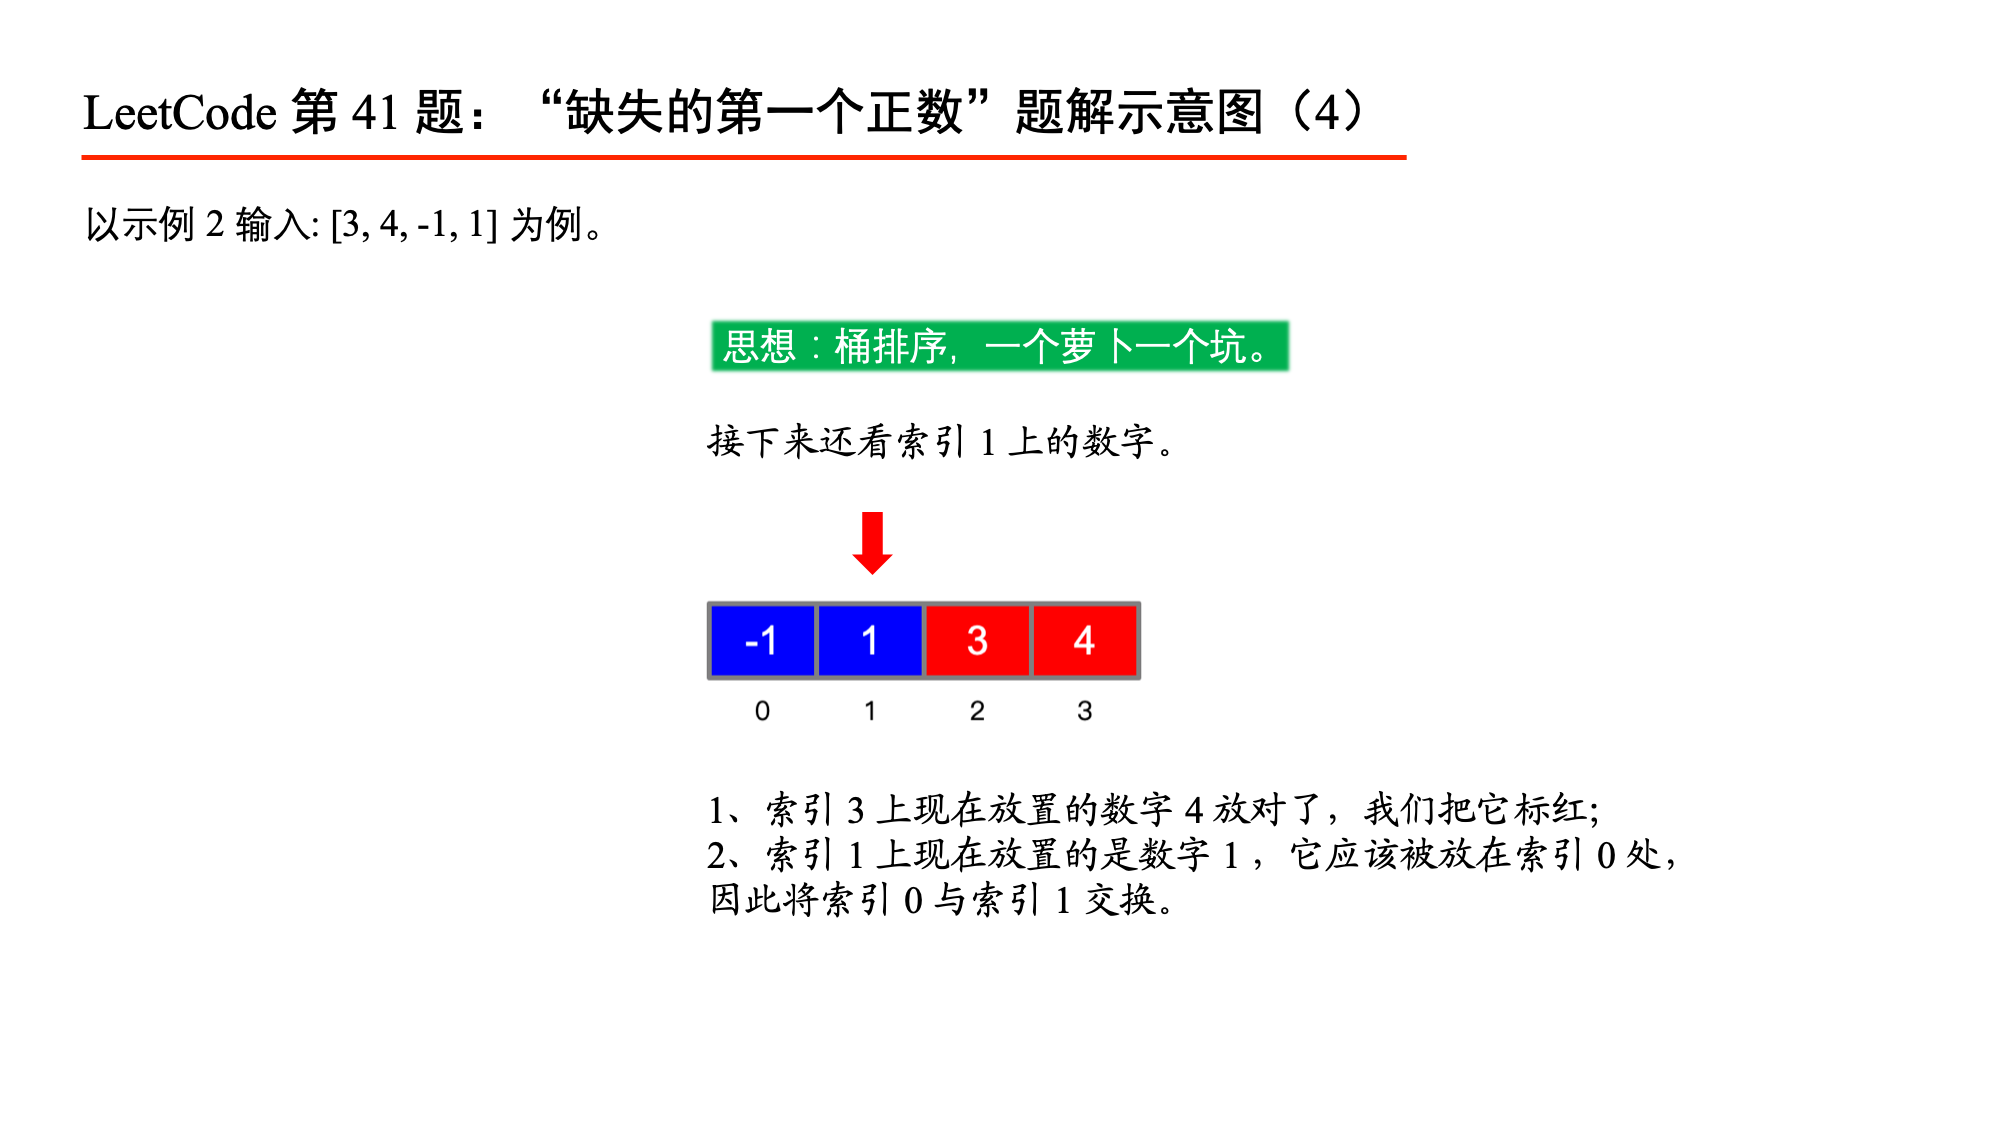 LeetCode 第 41 题：“缺失的第一个正数”题解示意图（4）
以示例 2 输入: [3, 4, -1, 1] 为例。
思想：桶排序，一个萝卜一个坑。
接下来还看索引 1 上的数字。
-1 1 3 4
0 1 2 3
1、索引 3 上现在放置的数字 4 放对了，我们把它标红；
2、索引 1 上现在放置的是数字 1 ，它应该被放在索引 0 处，
因此将索引 0 与索引 1 交换。